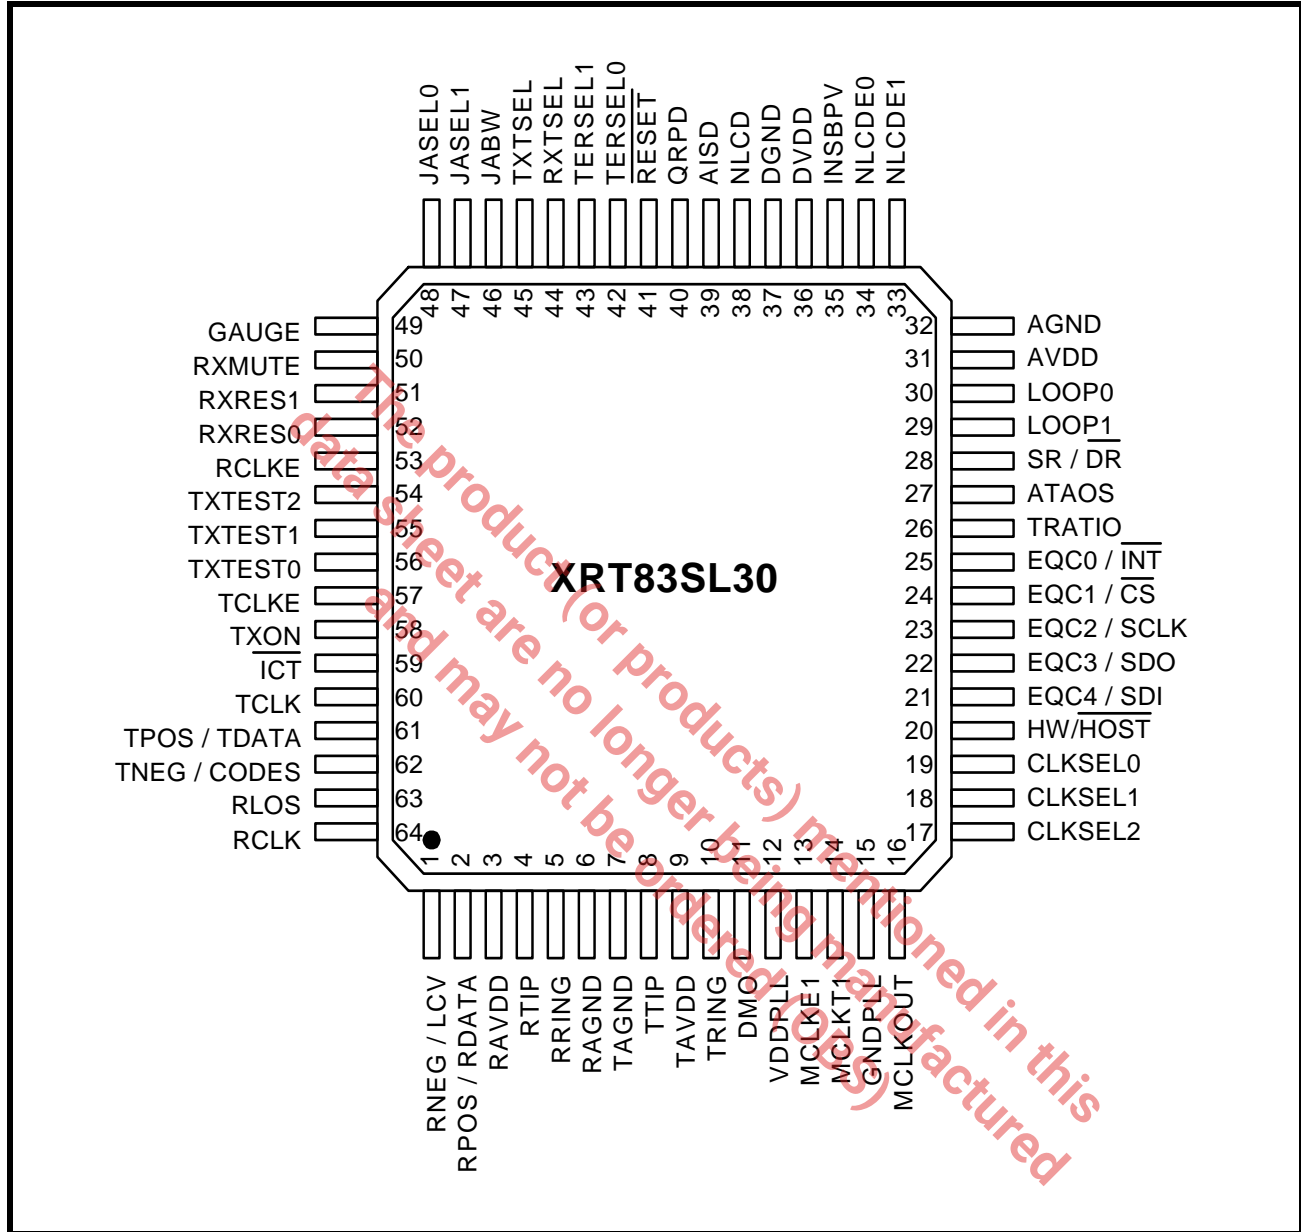 JASEL0
JASEL1
JABW
TXTSEL
RXTSEL
TERSEL1
TERSEL0
RESET
QRPD
AISD
NLCD
DGND
DVDD
INSBPV
NLCDE0
NLCDE1
48
47
46
45
44
43
42
41
40
39
38
37
36
35
34
33
GAUGE 49
RXMUTE 50
RXRES1 51
RXRES0 52
RCLKE 53
TXTEST2 54
TXTEST1 55
TXTEST0 56
TCLKE 57
TXON 58
ICT 59
TCLK 60
TPOS / TDATA 61
TNEG / CODES 62
RLOS 63
RCLK 64
XRT83SL30
32 AGND
31 AVDD
30 LOOP0
29 LOOP1
28 SR / DR
27 ATAOS
26 TRATIO
25 EQC0 / INT
24 EQC1 / CS
23 EQC2 / SCLK
22 EQC3 / SDO
21 EQC4 / SDI
20 HW/HOST
19 CLKSEL0
18 CLKSEL1
17 CLKSEL2
1
2
3
4
5
6
7
8
9
10
11
12
13
14
15
16
RNEG / LCV
RPOS / RDATA
RAVDD
RTIP
RRING
RAGND
TAGND
TTIP
TAVDD
TRING
DMO
VDDPLL
MCLKE1
MCLKT1
GNDPLL
MCLKOUT
The product (or products) mentioned in this
data sheet are no longer being manufactured
and may not be ordered (OBS)